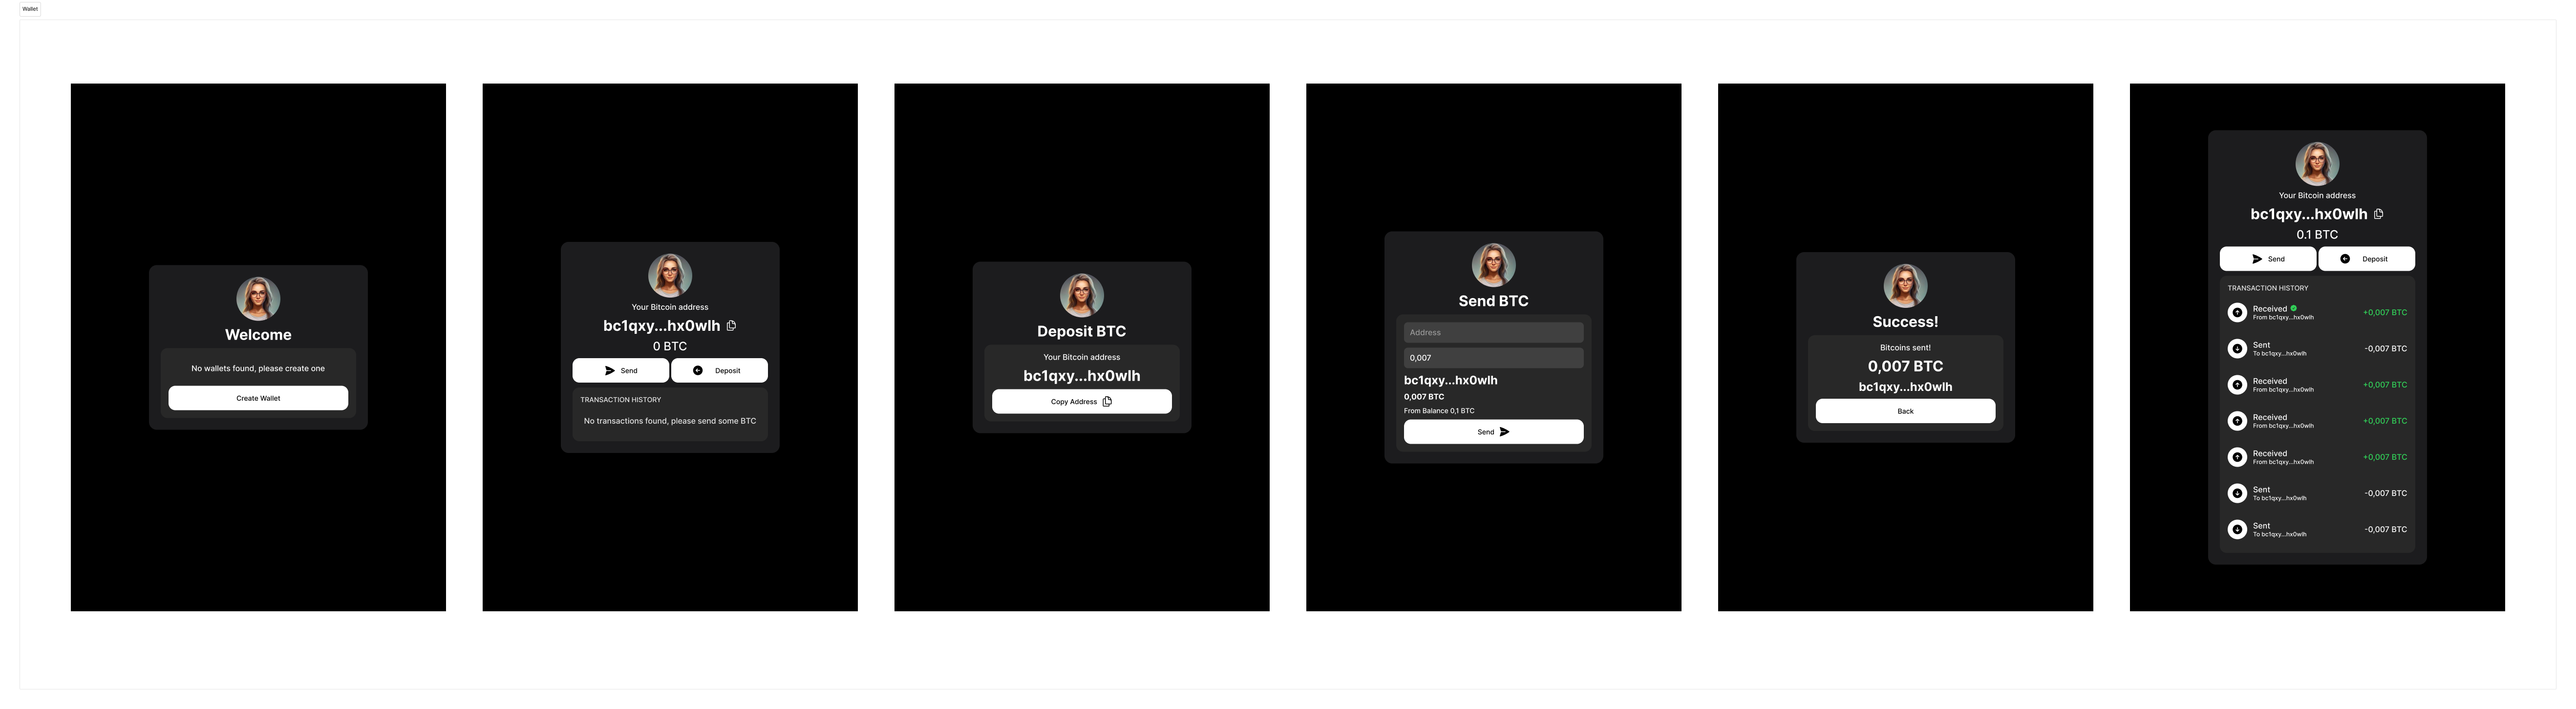 Wallet
Welcome
No wallets found, please create one
Create Wallet
Your Bitcoin address
bc1qxy...hx0wlh
0 BTC
Send
Deposit
TRANSACTION HISTORY
No transactions found, please send some BTC
Deposit BTC
Your Bitcoin address
bc1qxy...hx0wlh
Copy Address
Send BTC
Address
0,007
bc1qxy...hx0wlh
0,007 BTC
From Balance 0,1 BTC
Send
Success!
Bitcoins sent!
0,007 BTC
bc1qxy...hx0wlh
Back
Your Bitcoin address
bc1qxy...hx0wlh
0.1 BTC
Send
Deposit
TRANSACTION HISTORY
Received
From bc1qxy...hx0wlh
+0,007 BTC
Sent
To bc1qxy...hx0wlh
-0,007 BTC
Received
From bc1qxy...hx0wlh
+0,007 BTC
Received
From bc1qxy...hx0wlh
+0,007 BTC
Received
From bc1qxy...hx0wlh
+0,007 BTC
Sent
To bc1qxy...hx0wlh
-0,007 BTC
Sent
To bc1qxy...hx0wlh
-0,007 BTC